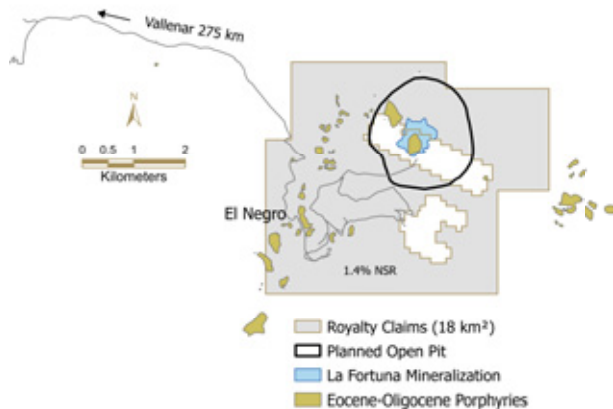 Vallenar 275 km
N
0 0.5 1 2
Kilometers
El Negro
1.4% NSR
Royalty Claims (18 km²)
Planned Open Pit
La Fortuna Mineralization
Eocene-Oligocene Porphyries